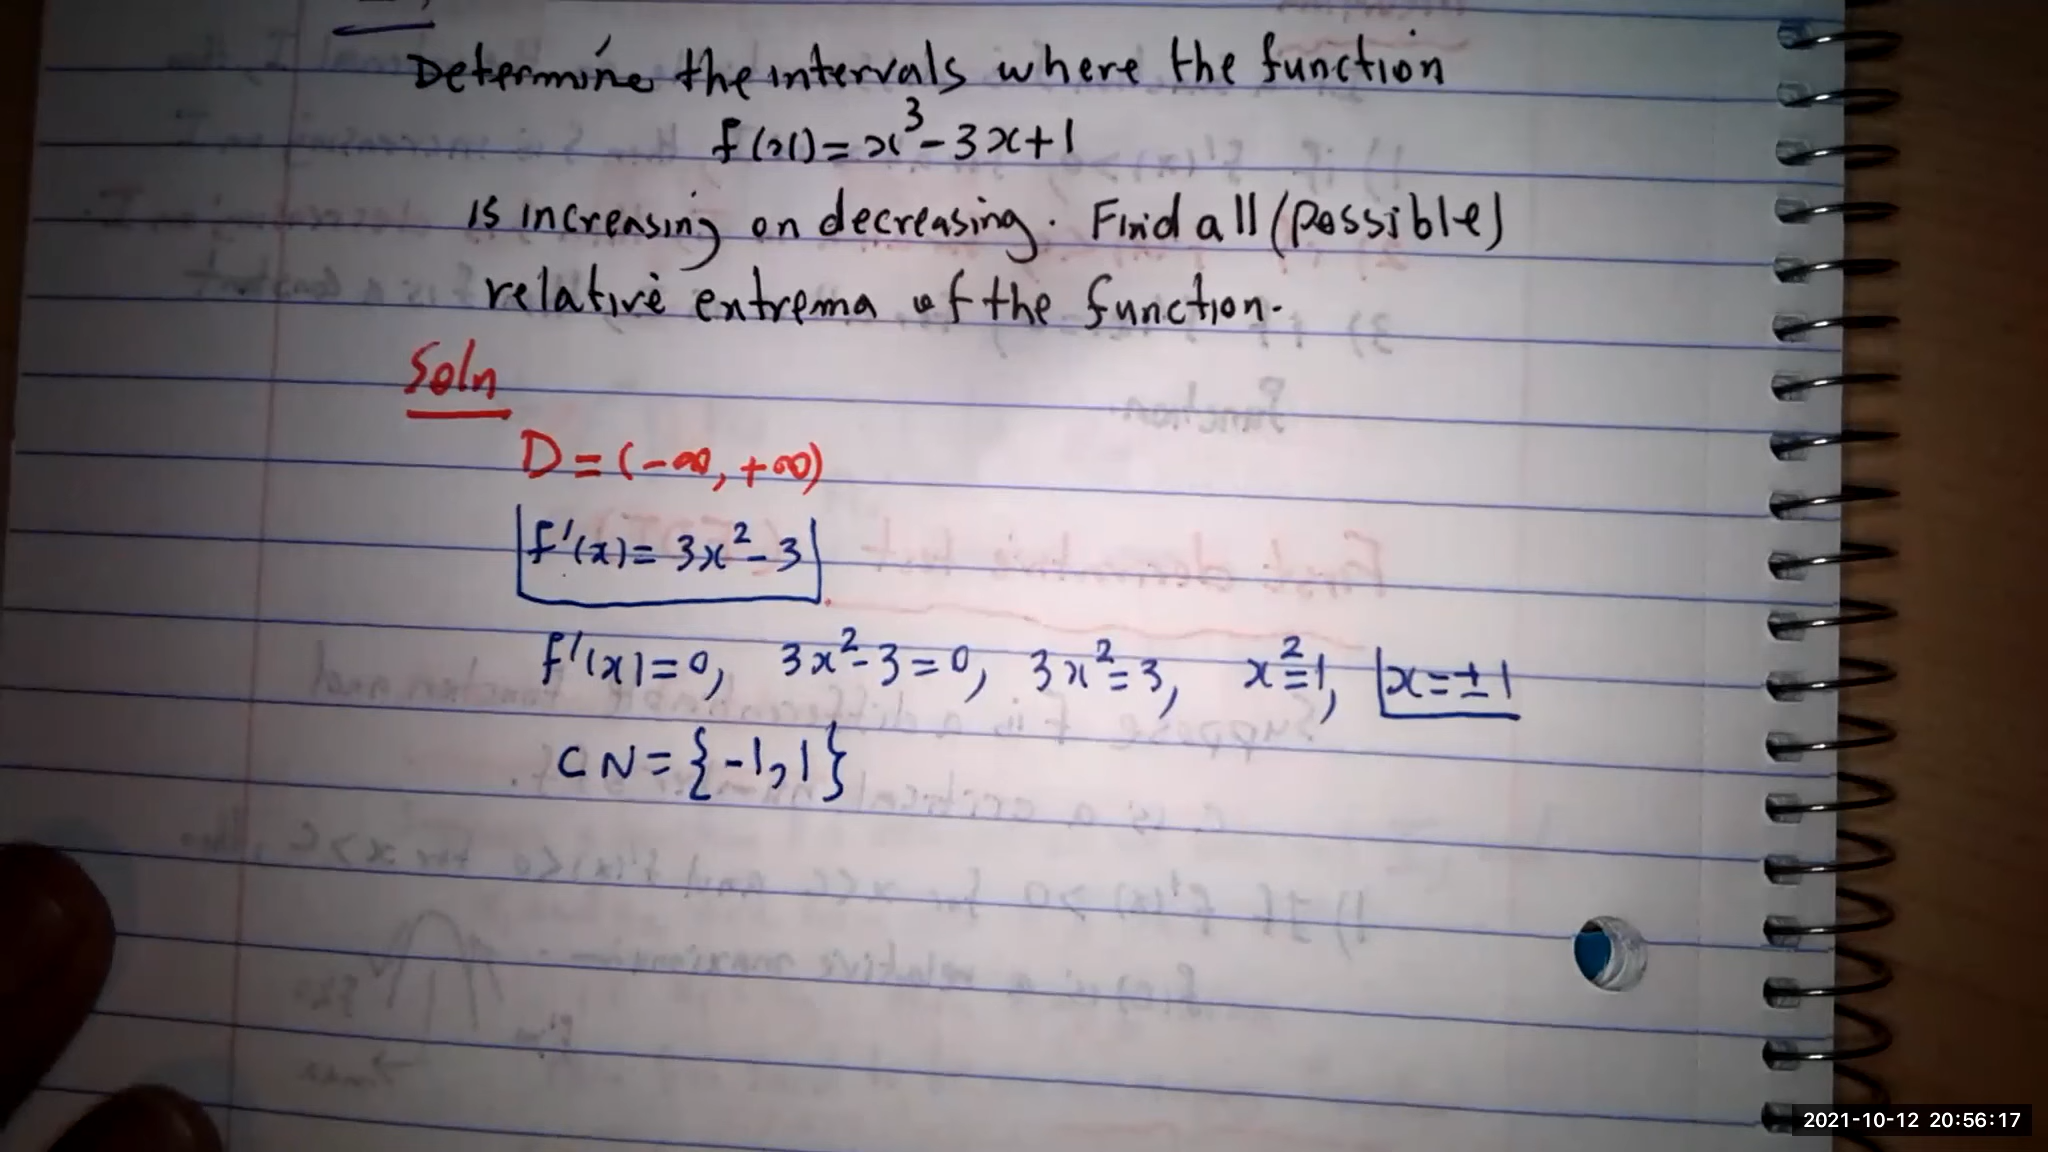 Determine the intervals where the function
f(x) = x³ - 3x + 1
is increasing on decreasing. Find all (possible)
relative extrema of the function.
Soln
D = (-∞, +∞)
f'(x) = 3x² - 3
f'(x) = 0, 3x² - 3 = 0, 3x² = 3, x² = 1, x = ± 1
CN = {-1, 1}
2021-10-12 20:56:17